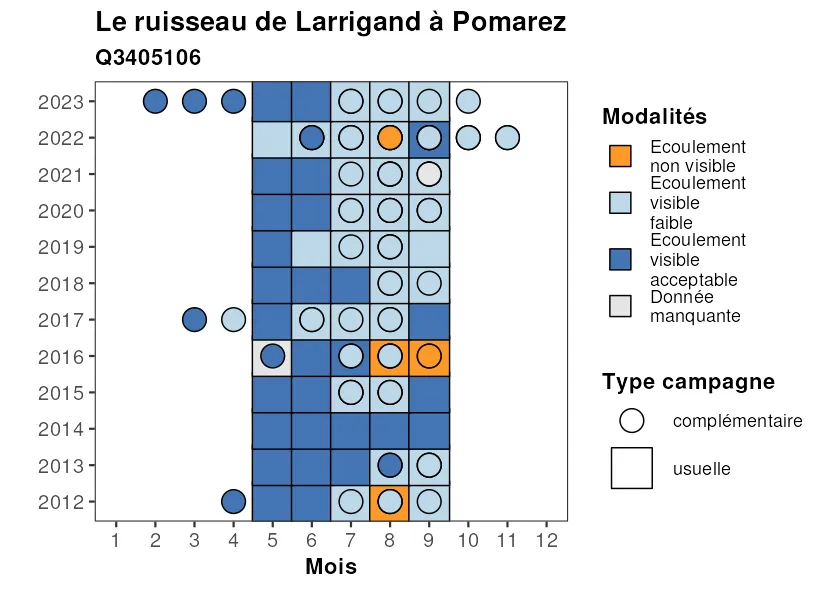 Le ruisseau de Larrigand à Pomarez
Q3405106
2023
2022
2021
2020
2019
2018
2017
2016
2015
2014
2013
2012
1 2 3 4 5 6 7 8 9 10 11 12
Mois
Modalités
Ecoulement
non visible
Ecoulement
visible
faible
Ecoulement
visible
acceptable
Donnée
manquante
Type campagne
complémentaire
usuelle